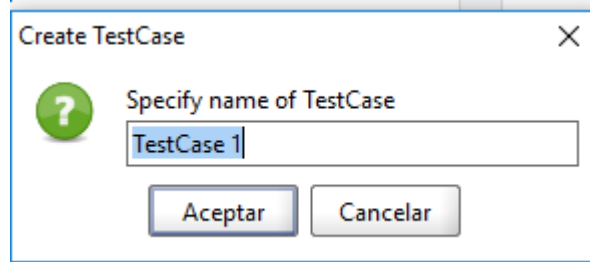 Create TestCase
Specify name of TestCase
TestCase 1
Aceptar Cancelar